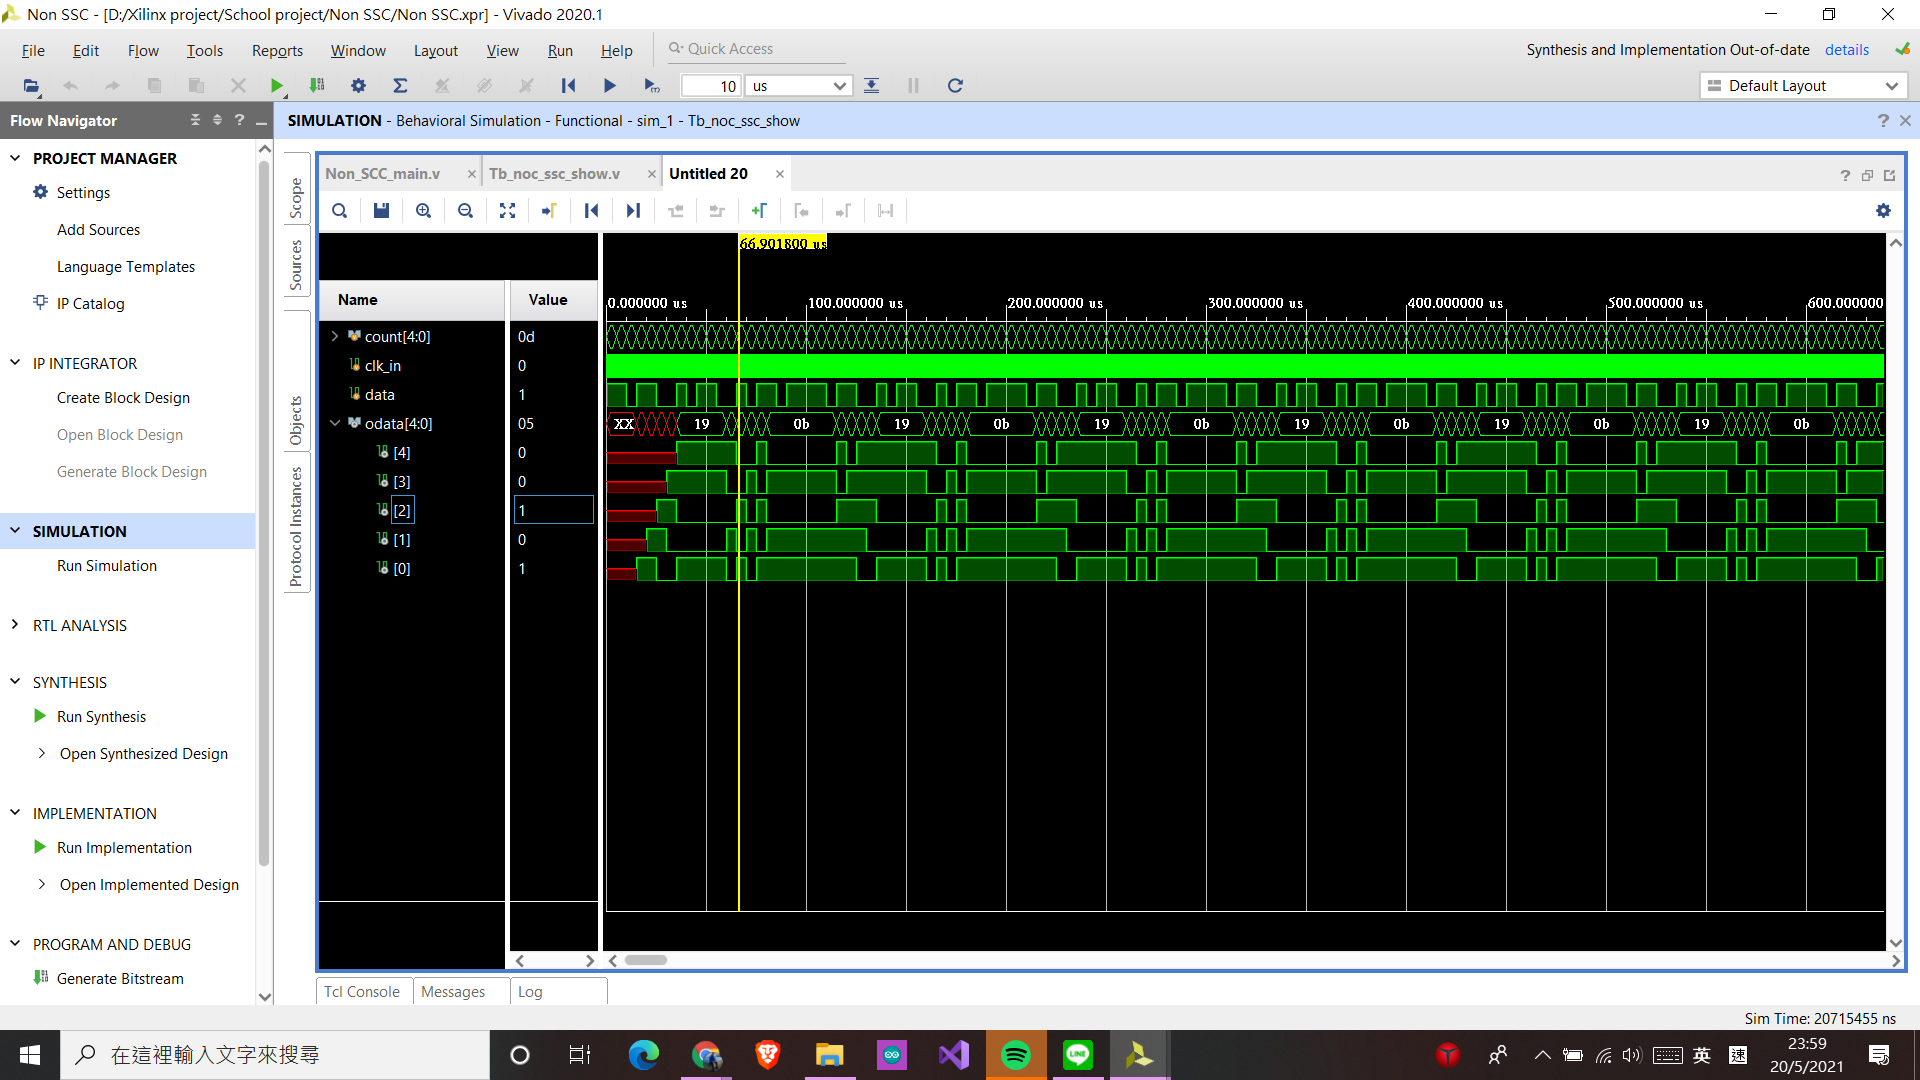 Non SSC - [D:/Xilinx project/School project/Non SSC/Non SSC.xpr] - Vivado 2020.1
File Edit Flow Tools Reports Window Layout View Run Help Quick Access
Synthesis and Implementation Out-of-date details
10 us
Default Layout
Flow Navigator
SIMULATION - Behavioral Simulation - Functional - sim_1 - Tb_noc_ssc_show
PROJECT MANAGER
Settings
Add Sources
Language Templates
IP Catalog
IP INTEGRATOR
Create Block Design
Open Block Design
Generate Block Design
SIMULATION
Run Simulation
RTL ANALYSIS
SYNTHESIS
Run Synthesis
Open Synthesized Design
IMPLEMENTATION
Run Implementation
Open Implemented Design
PROGRAM AND DEBUG
Generate Bitstream
Scope
Sources
Objects
Protocol Instances
Non_SCC_main.v Tb_noc_ssc_show.v Untitled 20
66.901800 us
Name Value
0.000000 us 100.000000 us 200.000000 us 300.000000 us 400.000000 us 500.000000 us 600.000000
count[4:0] 0d
clk_in 0
data 1
odata[4:0] 05 XX 19 0b 19 0b 19 0b 19 0b 19 0b 19 0b
[4] 0
[3] 0
[2] 1
[1] 0
[0] 1
Tcl Console Messages Log
Sim Time: 20715455 ns
在這裡輸入文字來搜尋
LINE
英 速
23:59
20/5/2021